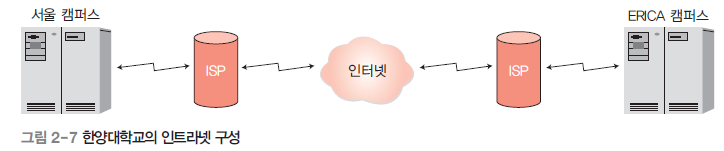 서울 캠퍼스
ERICA 캠퍼스
ISP
인터넷
ISP
그림 2-7 한양대학교의 인트라넷 구성